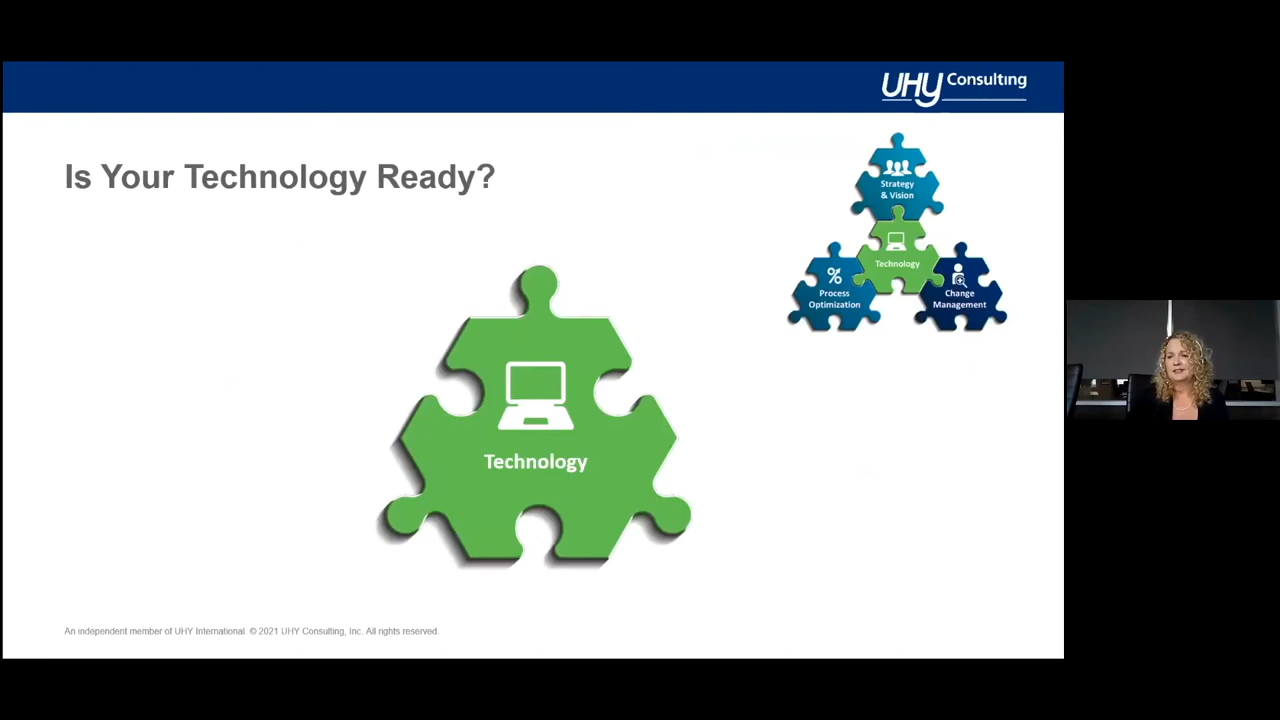 UHY Consulting
Is Your Technology Ready?
Strategy
& Vision
Technology
Process
Optimization
Change
Management
Technology
An independent member of UHY International. © 2021 UHY Consulting, Inc. All rights reserved.